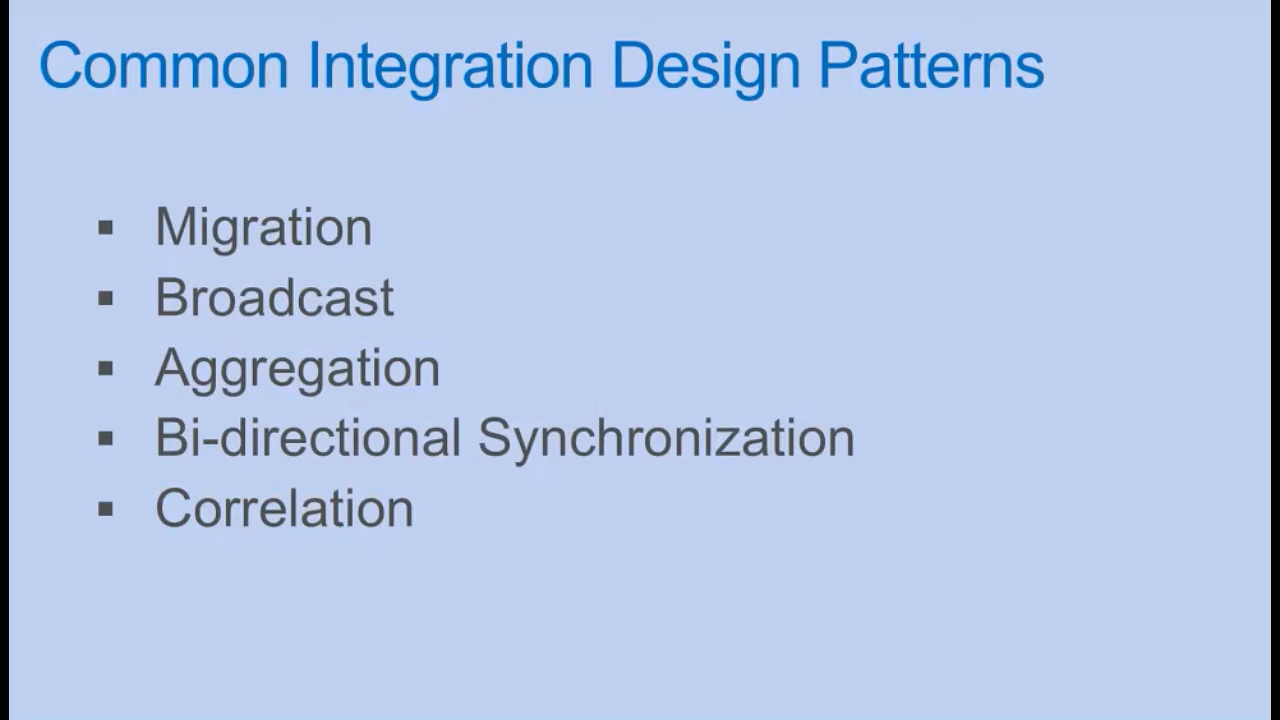 Common Integration Design Patterns
▪ Migration
▪ Broadcast
▪ Aggregation
▪ Bi-directional Synchronization
▪ Correlation